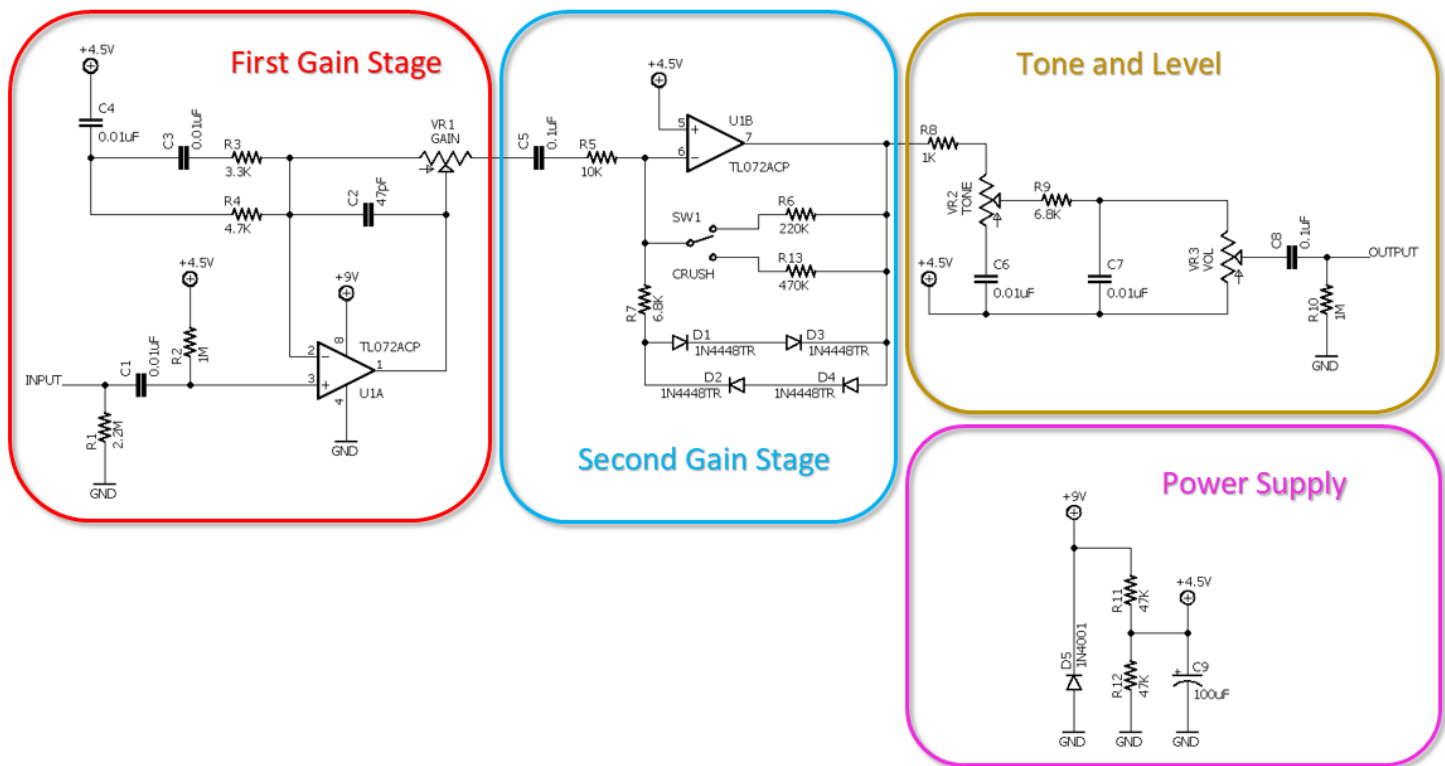 First Gain Stage
+4.5V
C4
0.01uF
C3
0.01uF
R3
3.3K
VR1
GAIN
R4
4.7K
C2
47pF
+4.5V
R2
1M
+9V
8
TL072ACP
2
-
1
3
+
U1A
4
GND
INPUT
C1
0.01uF
R1
2.2M
GND
Second Gain Stage
+4.5V
C5
0.1uF
R5
10K
5
+
U1B
7
6
-
TL072ACP
SW1
R6
220K
CRUSH
R13
470K
R7
6.8K
D1
1N4448TR
D3
1N4448TR
D2
1N4448TR
D4
1N4448TR
Tone and Level
R8
1K
VR2
TONE
R9
6.8K
+4.5V
C6
0.01uF
C7
0.01uF
VR3
VOL
C8
0.1uF
OUTPUT
R10
1M
GND
Power Supply
+9V
R11
47K
+4.5V
D5
1N4001
R12
47K
+
C9
100uF
GND
GND
GND